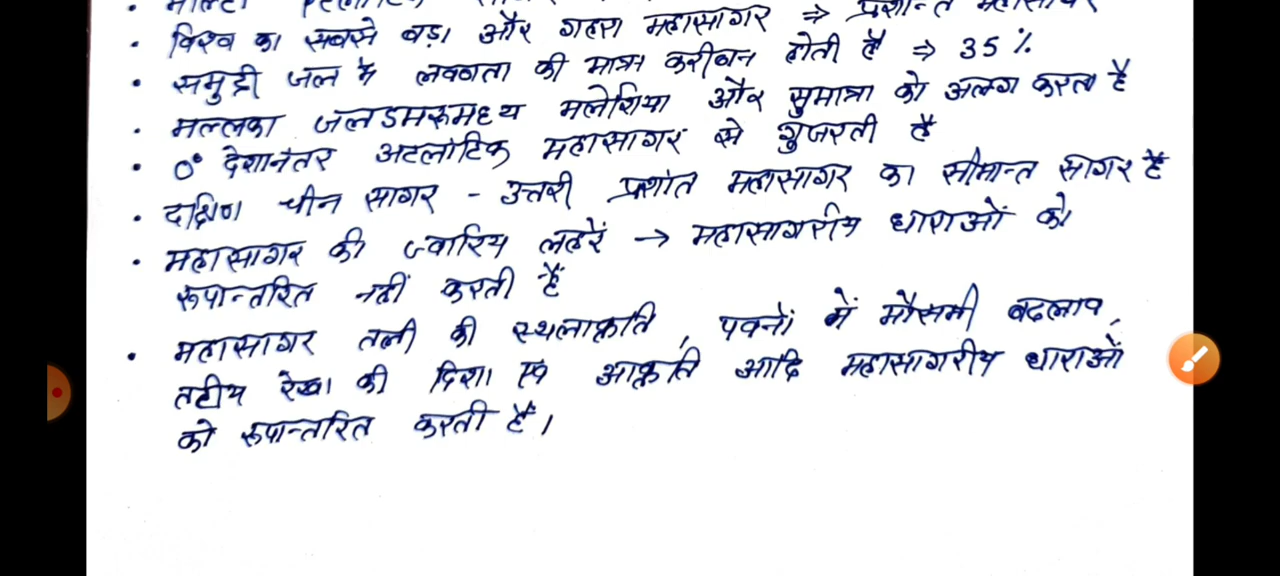 • विश्व का सबसे बड़ा और गहरा महासागर ⇒ प्रशान्त महासागर
• समुद्री जल में लवणता की मात्रा करीबन होती है ⇒ 35 %
• मल्लका जलडमरूमध्य मलेशिया और सुमात्रा को अलग करता है
• 0° देशानंतर अटलांटिक महासागर से गुजरती है
• दक्षिण चीन सागर - उत्तरी प्रशांत महासागर का सीमान्त सागर है
• महासागर की ज्वारिय लहरें → महासागरीय धाराओं को
रूपान्तरित नहीं करती हैं
• महासागर तली की स्थलाकृति, पवनों में मौसमी बदलाव,
तटीय रेखा की दिशा एवं आकृति आदि महासागरीय धाराओं
को रूपान्तरित करती हैं।